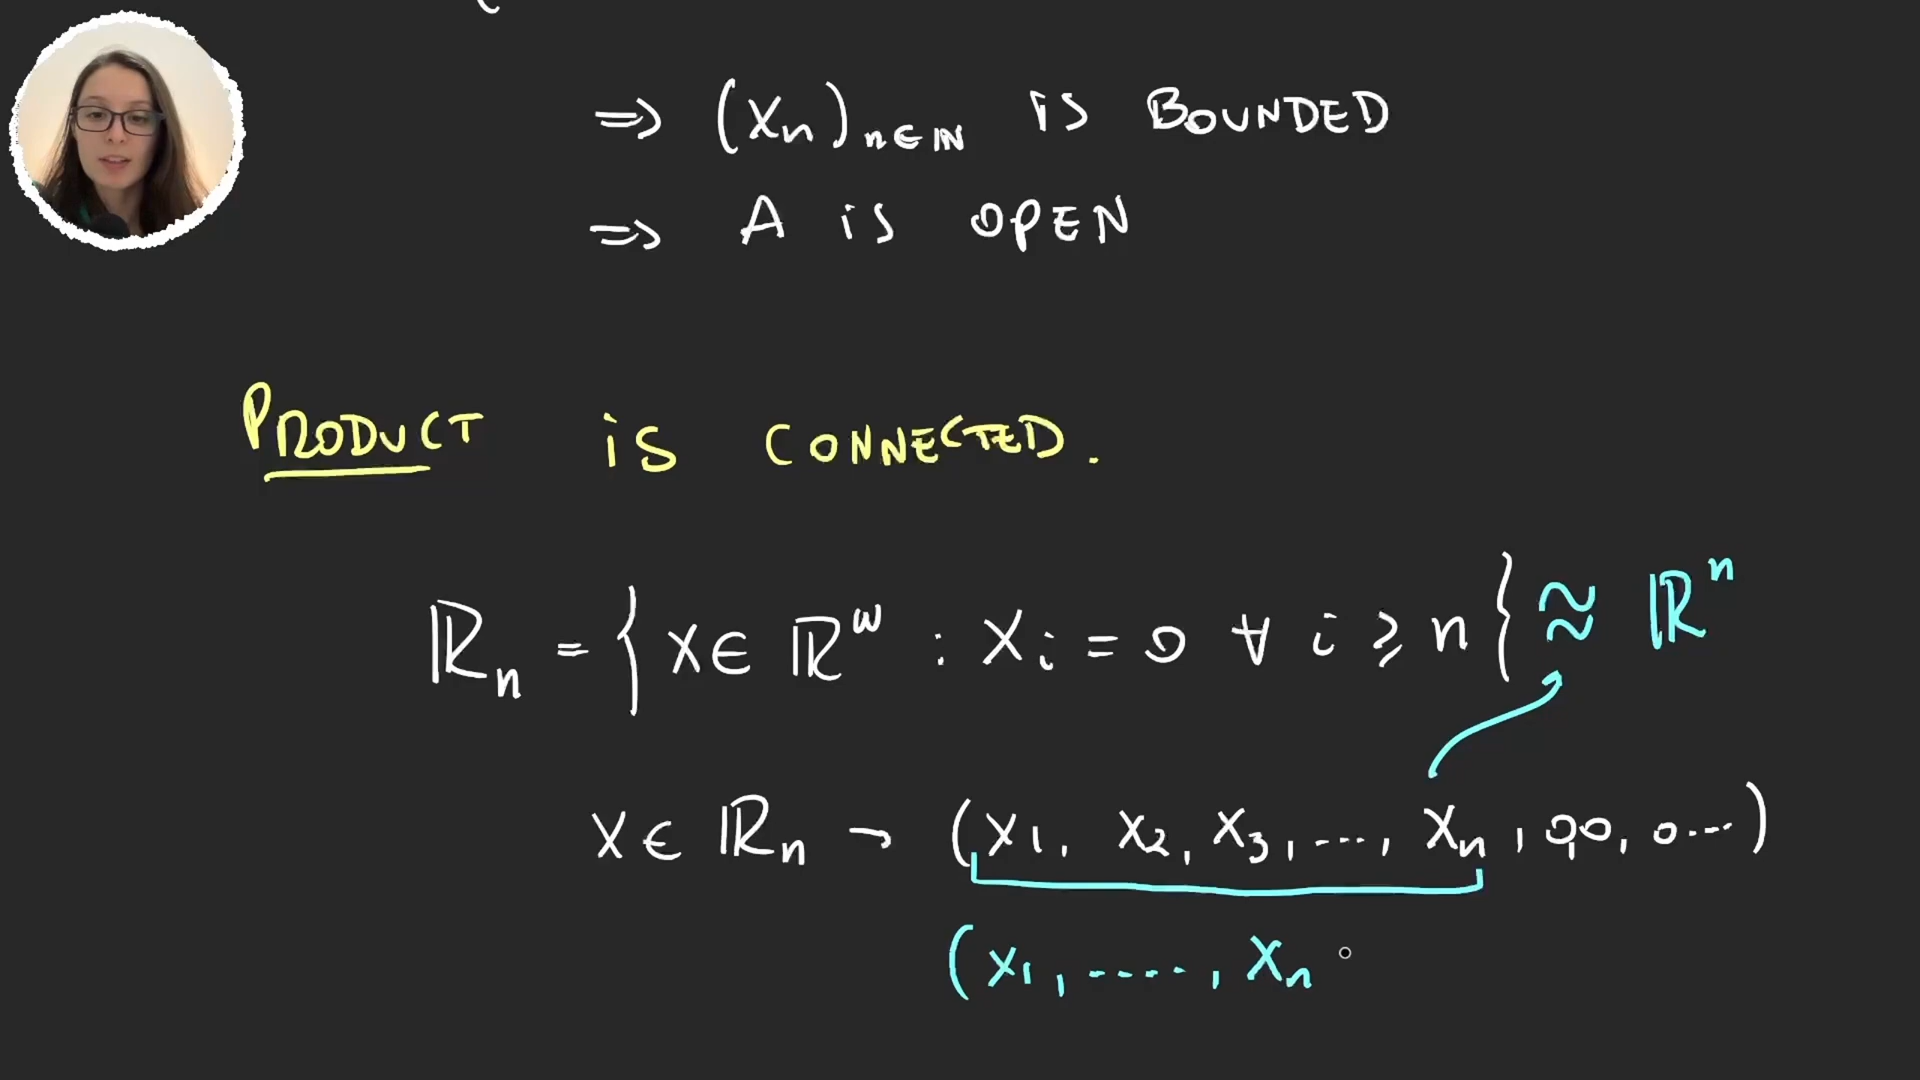 ⇒ (Xn)n∈ℕ is BOUNDED
⇒ A is OPEN
PRODUCT is CONNECTED.
ℝn = { X∈ ℝ^ω : Xi = 0 ∀ i ≥ n } ≈ ℝ^n
X∈ ℝn → (X1, X2, X3, ..., Xn, 0,0, 0...)
(X1, ....., Xn